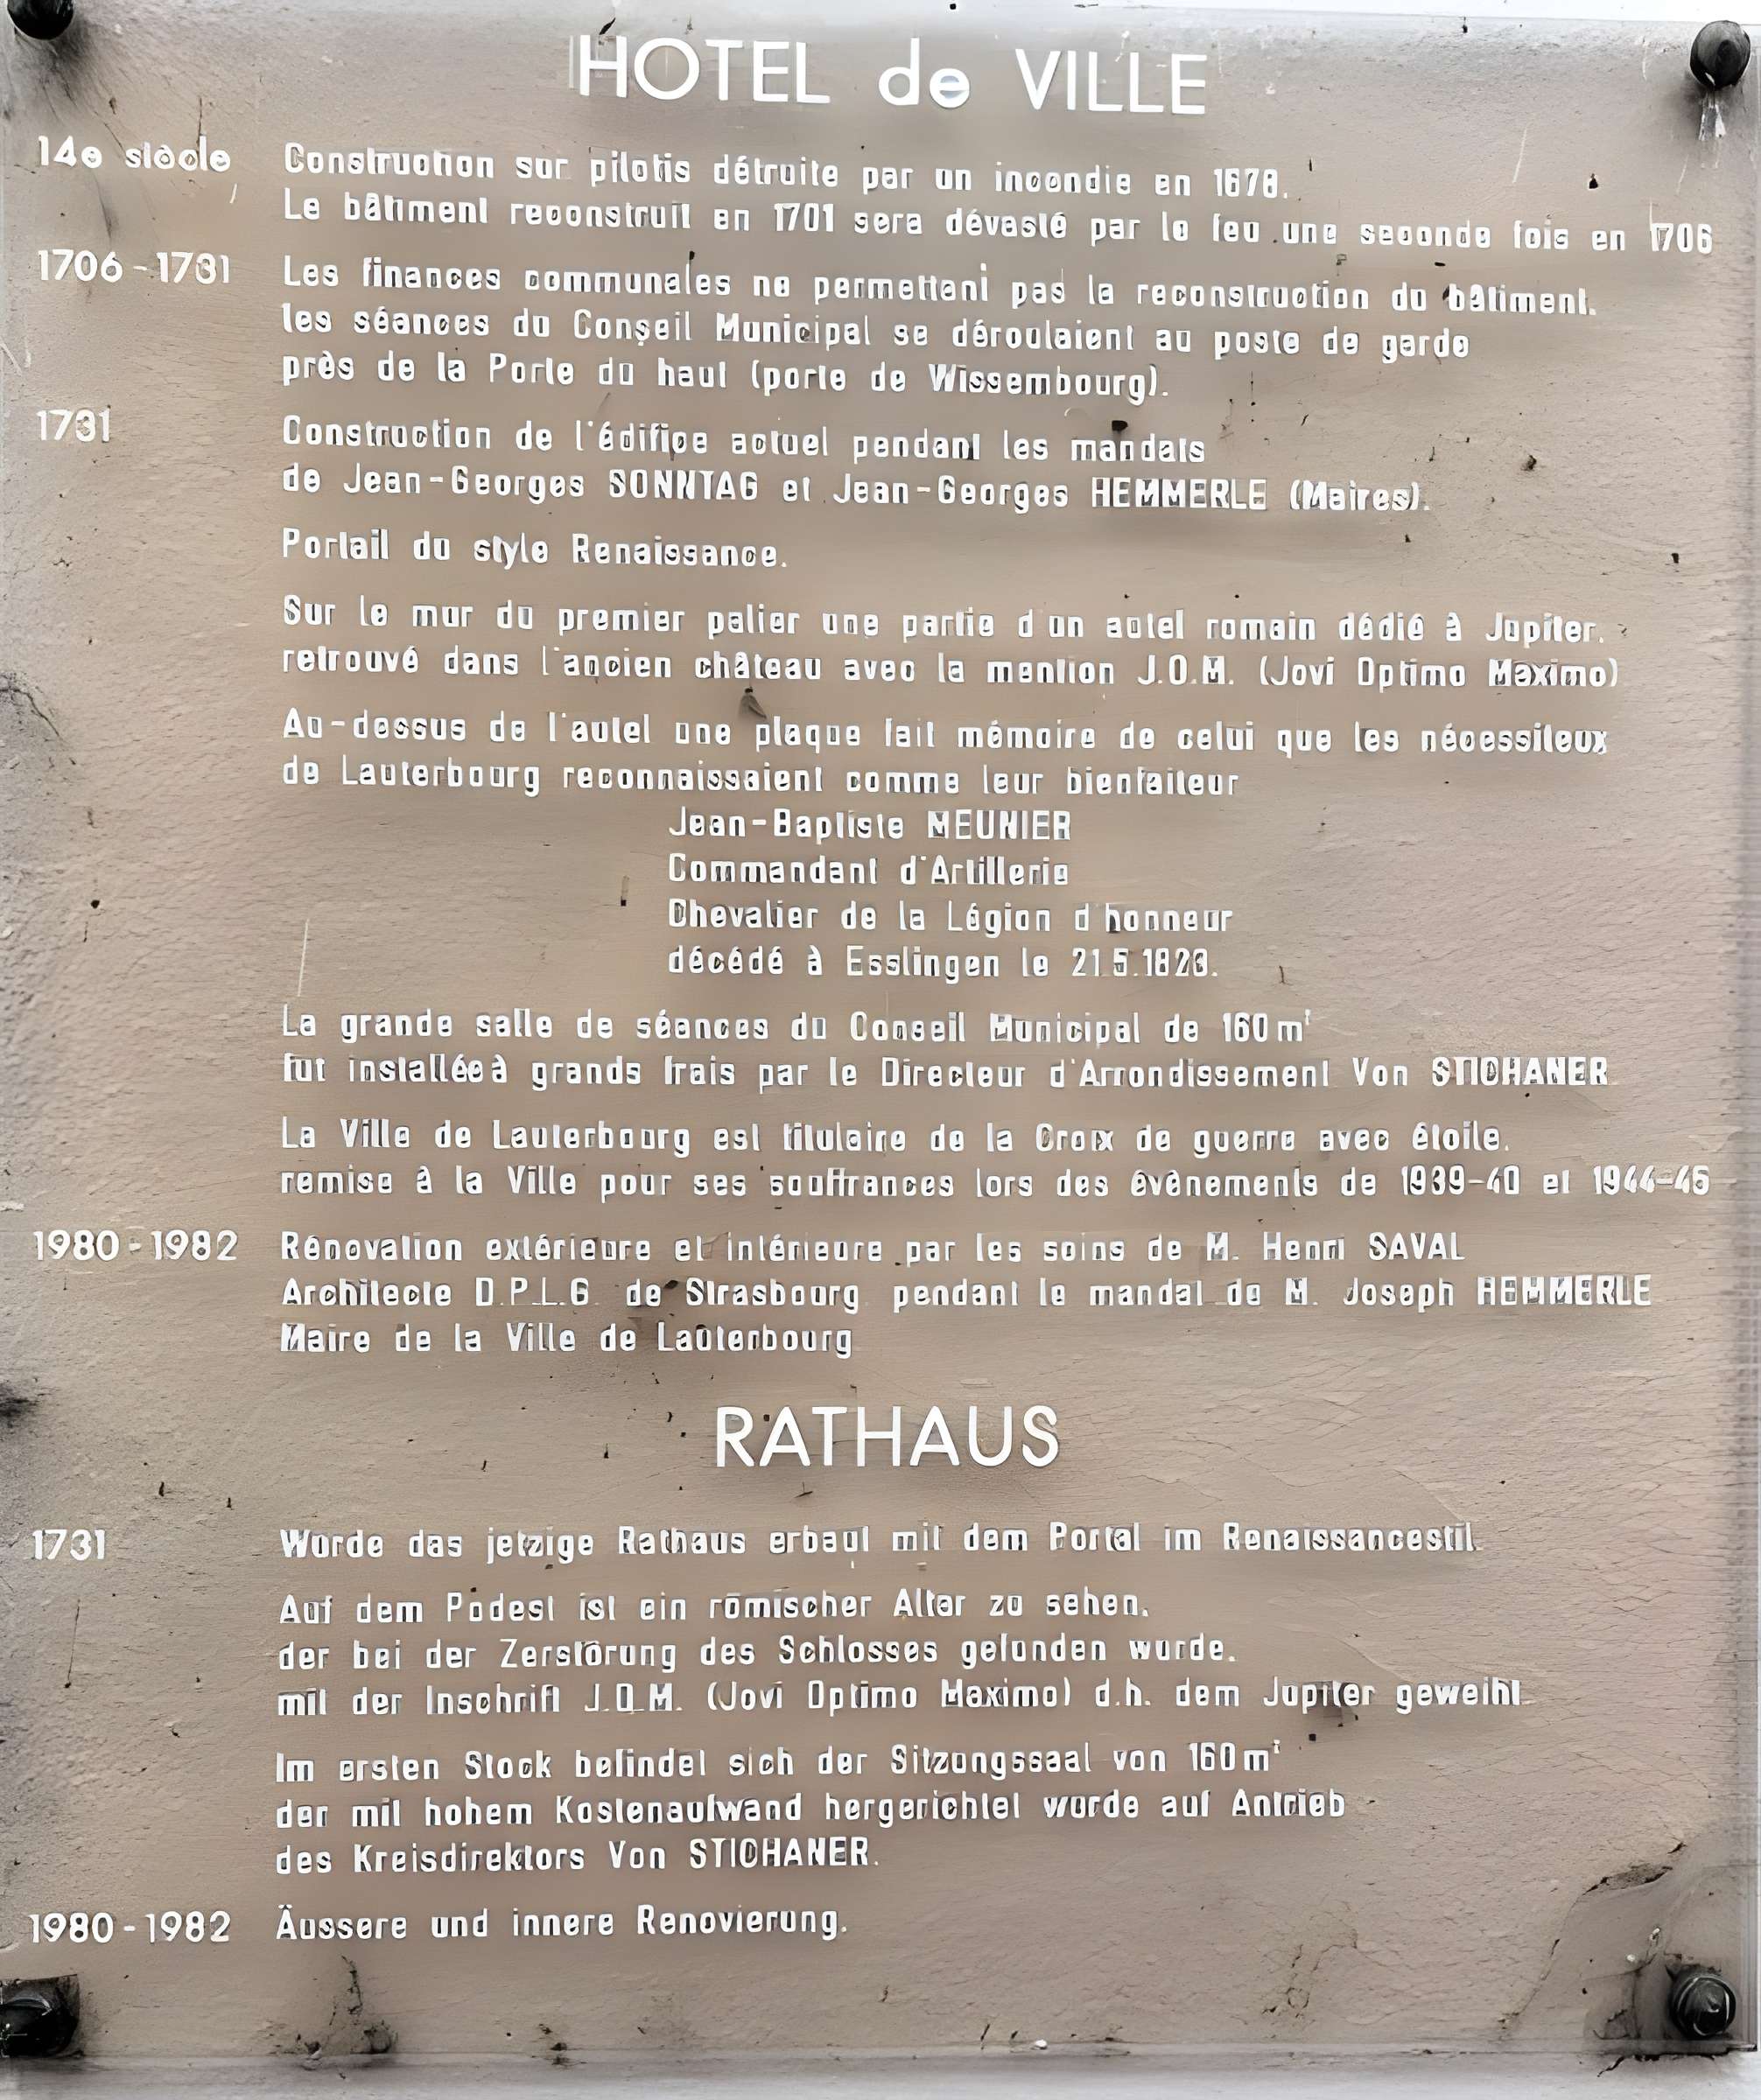 HOTEL de VILLE
14e siècle Construction sur pilotis détruite par un incendie en 1678.
Le bâtiment reconstruit en 1701 sera dévasté par le feu une seconde fois en 1706
1706 - 1731 Les finances communales ne permettant pas la reconstruction du bâtiment.
les séances du Conseil Municipal se déroulaient au poste de garde
près de la Porte du haut (porte de Wissembourg).
1731 Construction de l'édifice actuel pendant les mandats
de Jean-Georges SONNTAG et Jean-Georges HEMMERLE (Maires).
Portail du style Renaissance.
Sur le mur du premier palier une partie d'un autel romain dédié à Jupiter.
retrouvé dans l'ancien château avec la mention J.O.M. (Jovi Optimo Maximo)
Au-dessus de l'autel une plaque fait mémoire de celui que les nécessiteux
de Lauterbourg reconnaissaient comme leur bienfaiteur
Jean-Baptiste MEUNIER
Commandant d'Artillerie
Chevalier de la Légion d'honneur
décédé à Esslingen le
La grande salle de séances du Conseil Municipal de 160 m²
fut installée à grands frais par le Directeur d'Arrondissement Von STICHANER
La Ville de Lauterbourg est titulaire de la Croix de guerre avec étoile.
remise à la Ville pour ses souffrances lors des évènements de 1939-40 et 1944-45
1980 - 1982 Rénovation extérieure et intérieure par les soins de M. Henri SAVAL
Architecte D.P.L.G. de Strasbourg pendant le mandat de M. Joseph HEMMERLE
Maire de la Ville de Lauterbourg
RATHAUS
1731 Wurde das jetzige Rathaus erbaut mit dem Portal im Renaissancestil.
Auf dem Podest ist ein römischer Altar zu sehen.
der bei der Zerstörung des Schlosses gefunden wurde.
mit der Inschrift J.O.M. (Jovi Optimo Maximo) d.h. dem Jupiter geweiht.
Im ersten Stock befindet sich der Sitzungssaal von 160 m²
der mit hohem Kostenaufwand hergerichtet wurde auf Antrieb
des Kreisdirektors Von STICHANER.
1980 - 1982 Äussere und innere Renovierung.